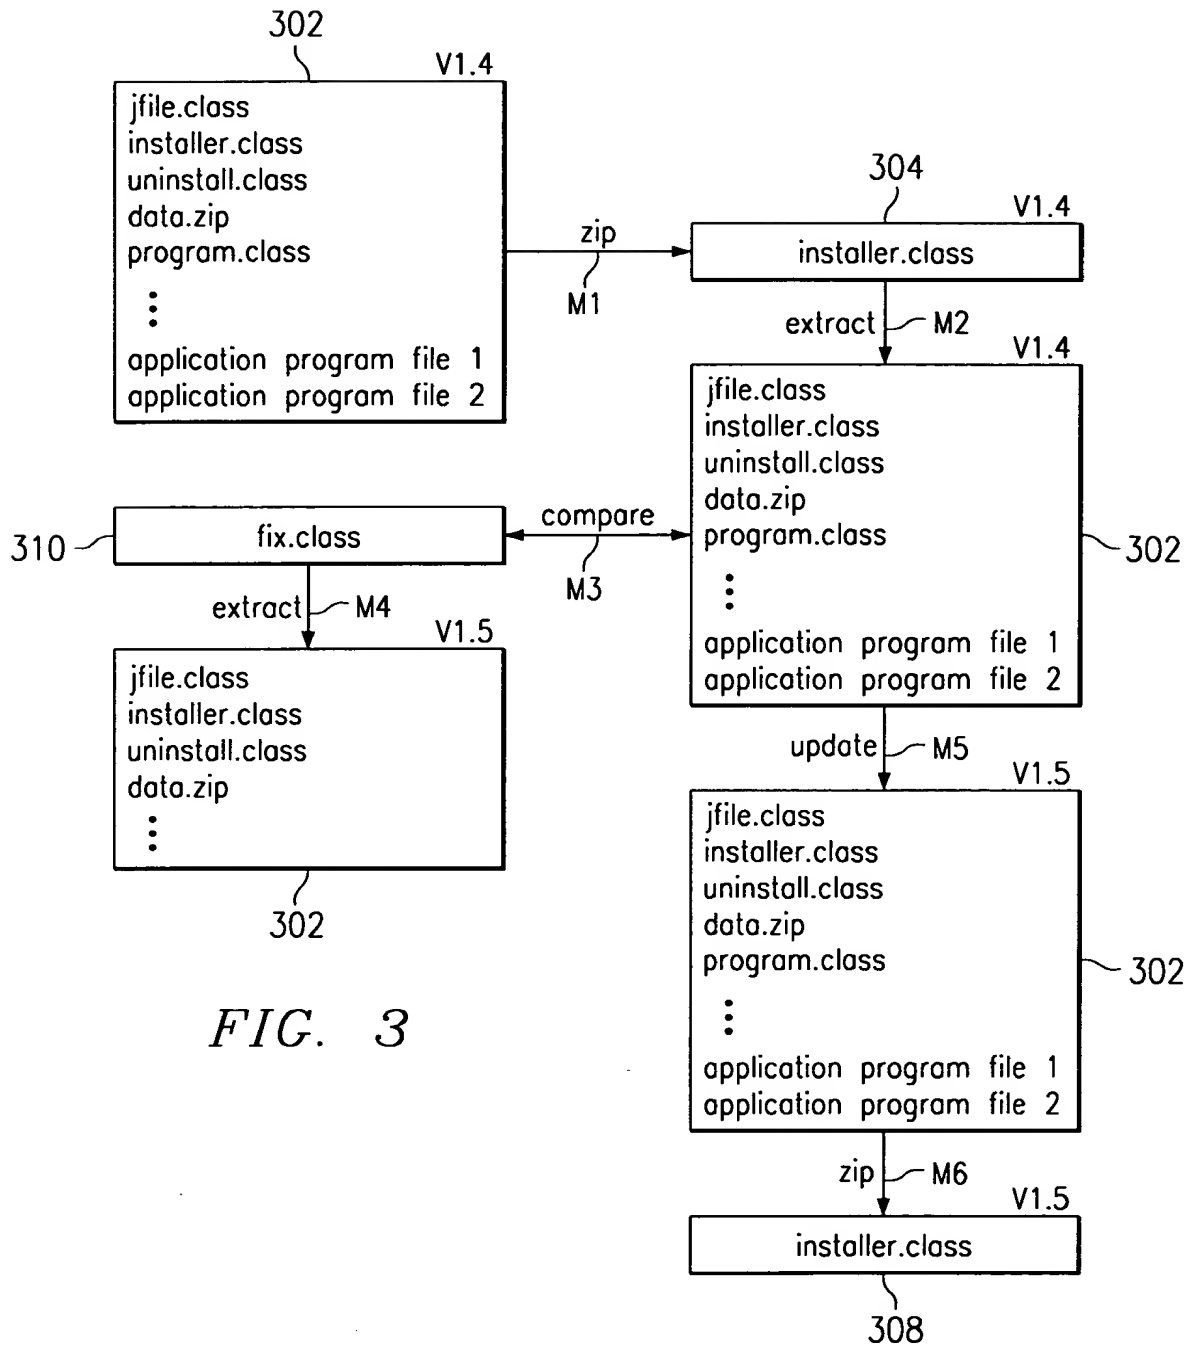 302
V1.4
jfile.class
installer.class
uninstall.class
data.zip
program.class
application program file 1
application program file 2
zip
M1
304
V1.4
installer.class
extract
M2
V1.4
jfile.class
installer.class
uninstall.class
data.zip
program.class
application program file 1
application program file 2
302
compare
M3
310
fix.class
extract
M4
V1.5
jfile.class
installer.class
uninstall.class
data.zip
302
update
M5
V1.5
jfile.class
installer.class
uninstall.class
data.zip
program.class
application program file 1
application program file 2
302
zip
M6
V1.5
installer.class
308
FIG. 3